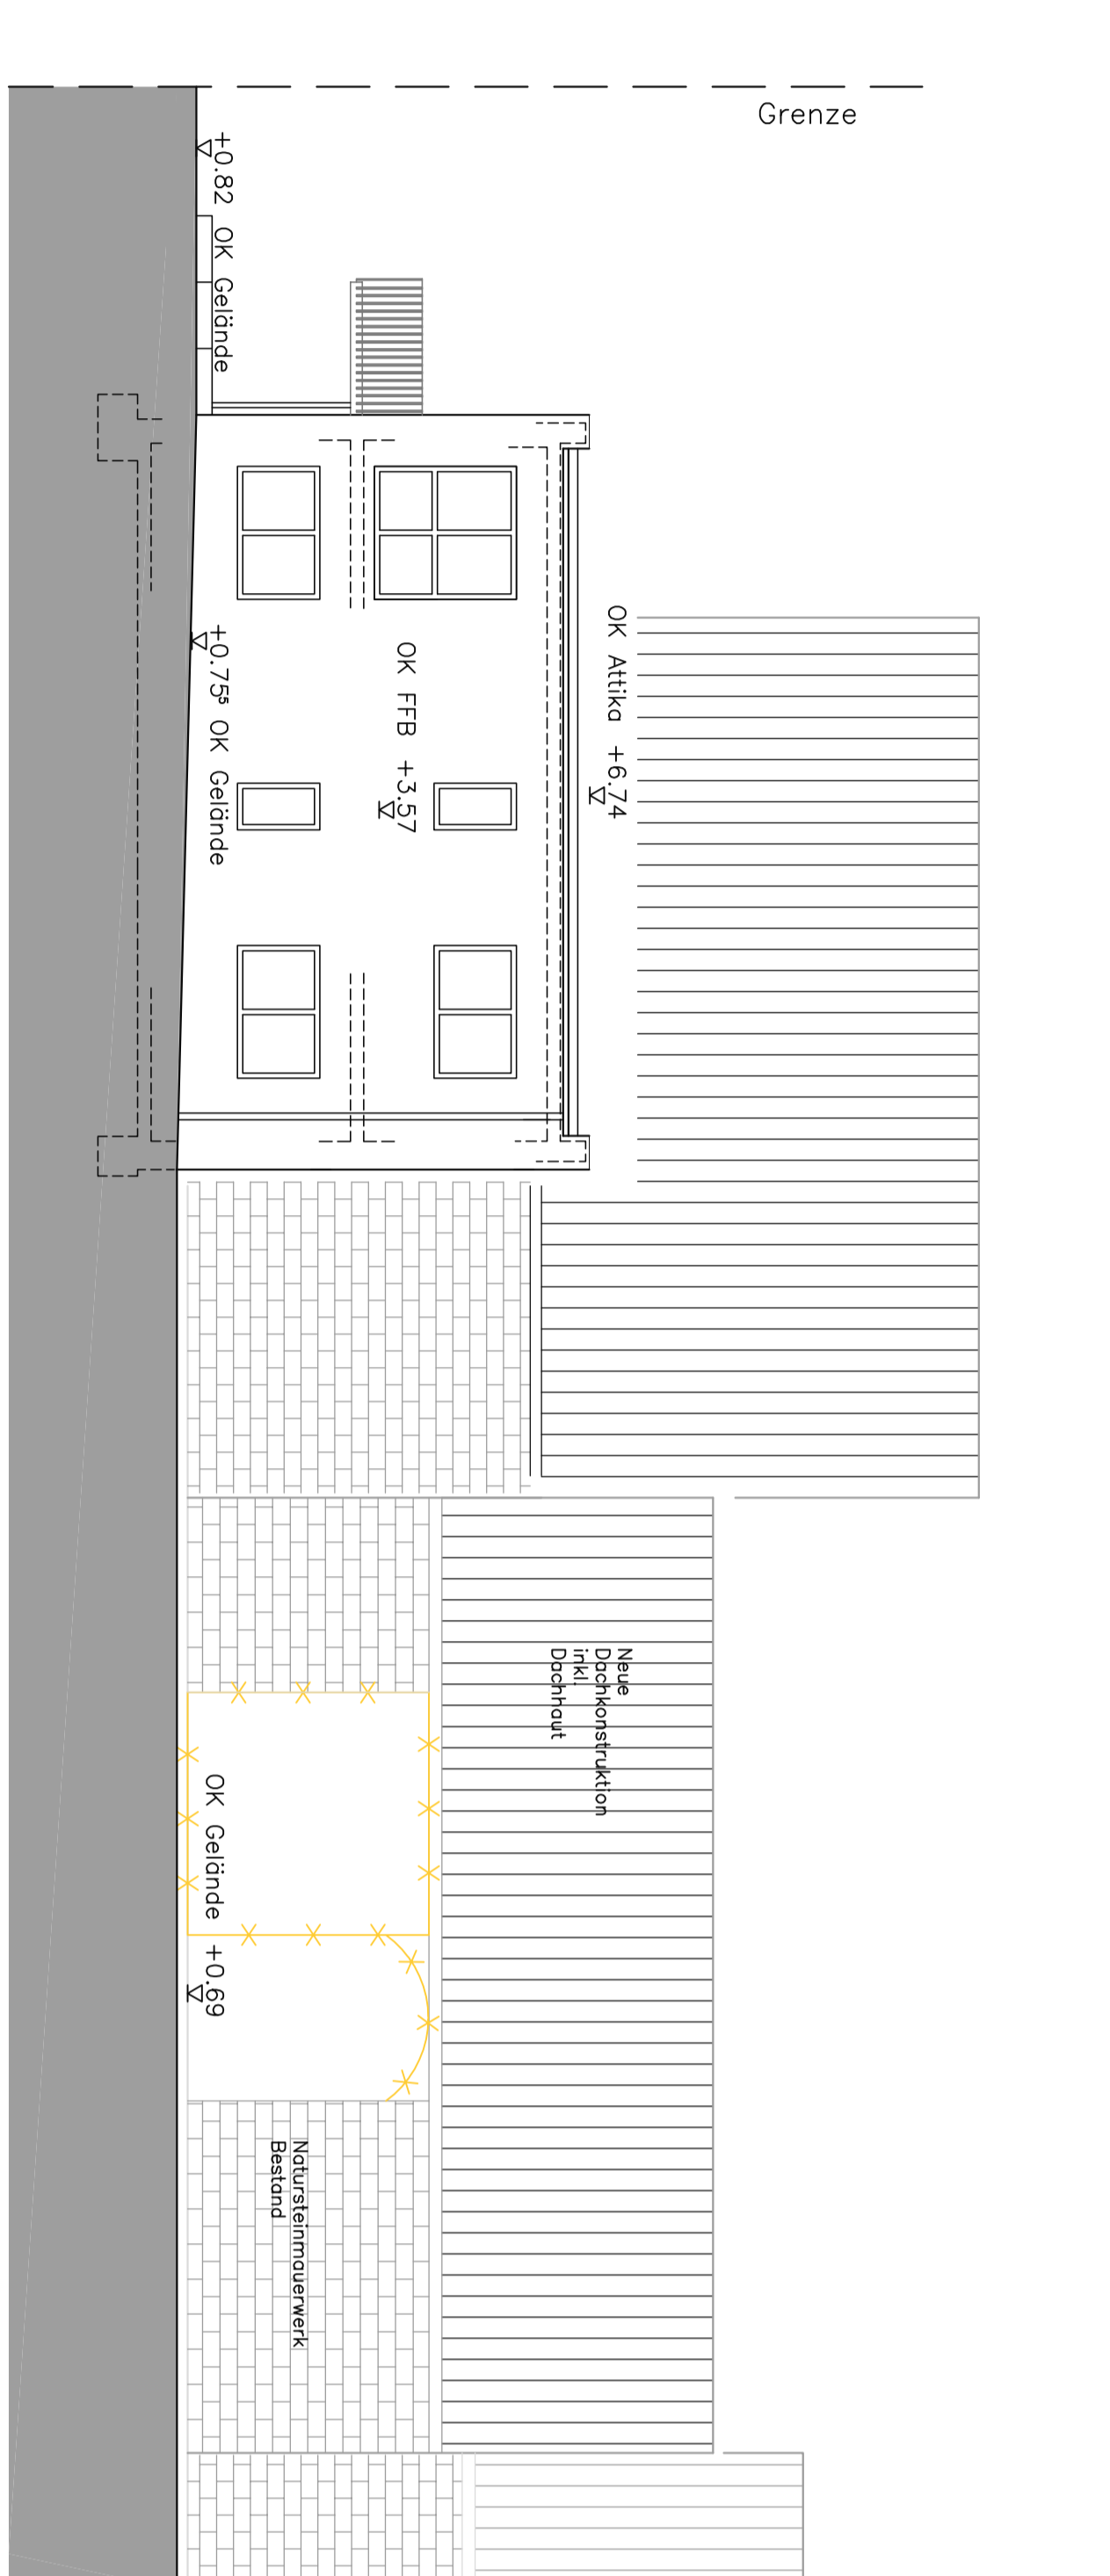 Grenze
+0.82 OK Gelände
OK Attika +6.74
OK FFB +3.57
+0.75⁵ OK Gelände
Neue
Dachkonstruktion
inkl.
Dachhaut
OK Gelände +0.69
Natursteinmauerwerk
Bestand